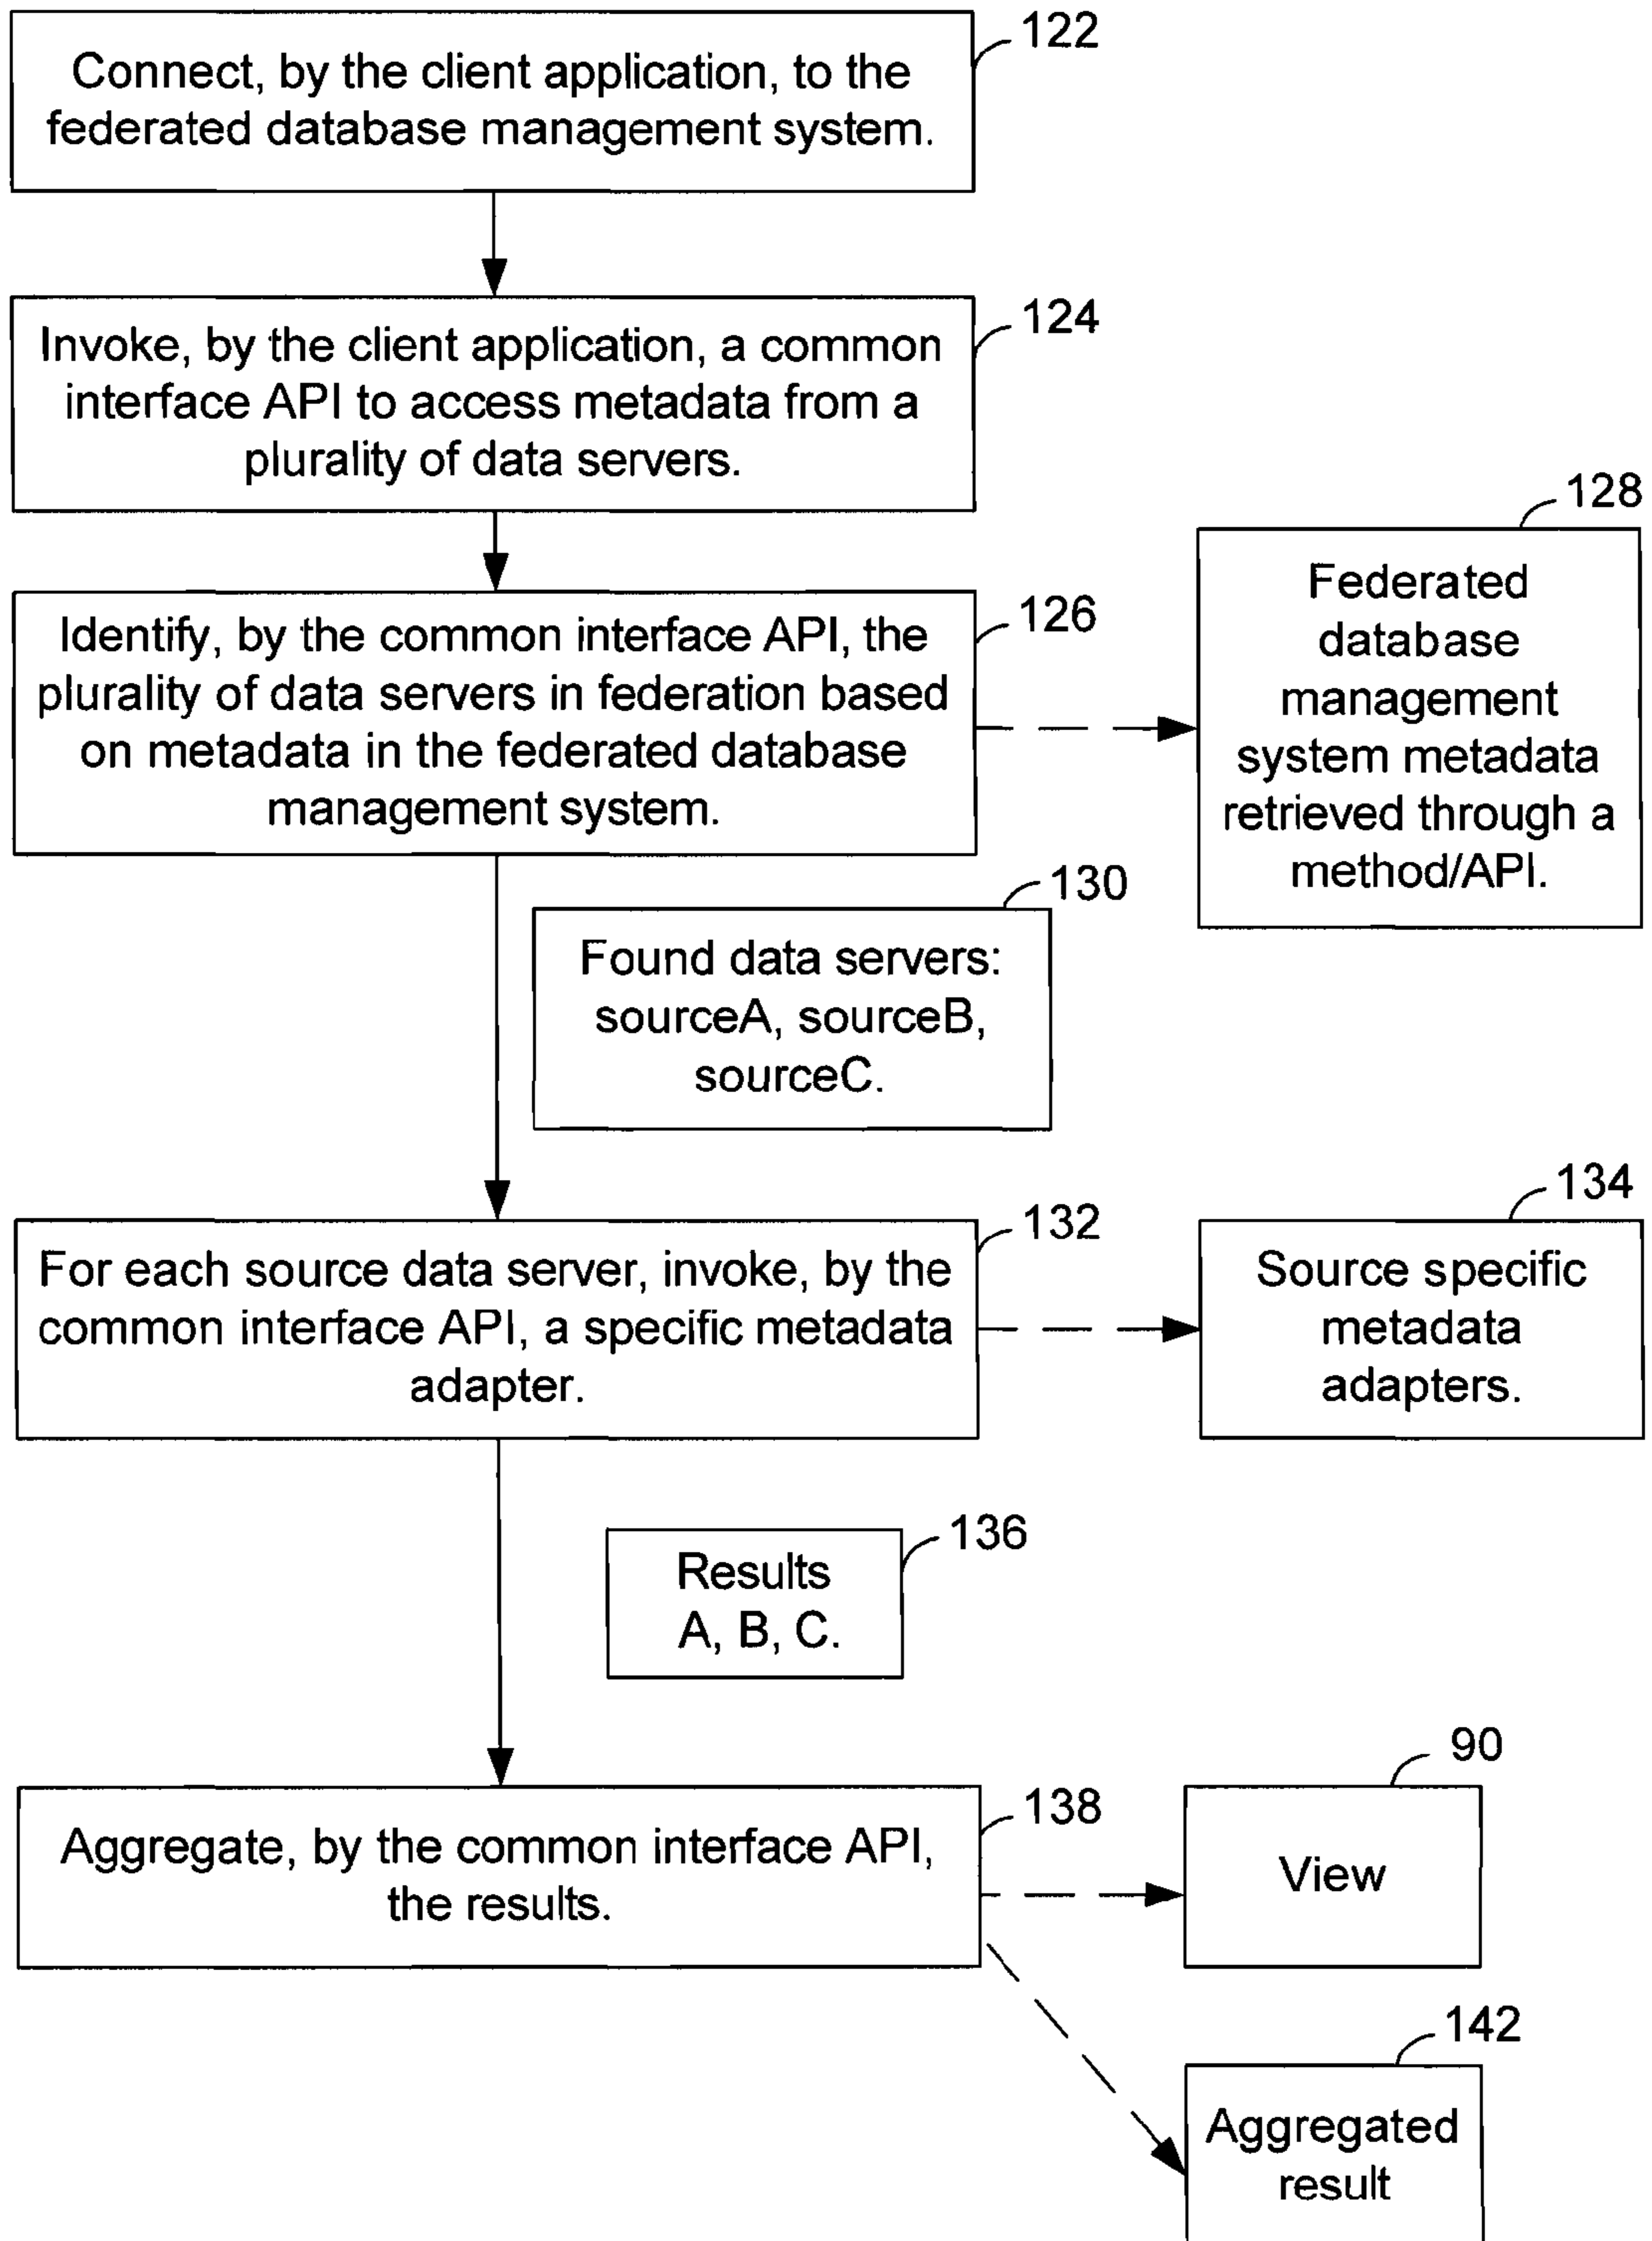 122
Connect, by the client application, to the
federated database management system.
124
Invoke, by the client application, a common
interface API to access metadata from a
plurality of data servers.
126
Identify, by the common interface API, the
plurality of data servers in federation based
on metadata in the federated database
management system.
128
Federated
database
management
system metadata
retrieved through a
method/API.
130
Found data servers:
sourceA, sourceB,
sourceC.
132
For each source data server, invoke, by the
common interface API, a specific metadata
adapter.
134
Source specific
metadata
adapters.
136
Results
A, B, C.
138
Aggregate, by the common interface API,
the results.
90
View
142
Aggregated
result